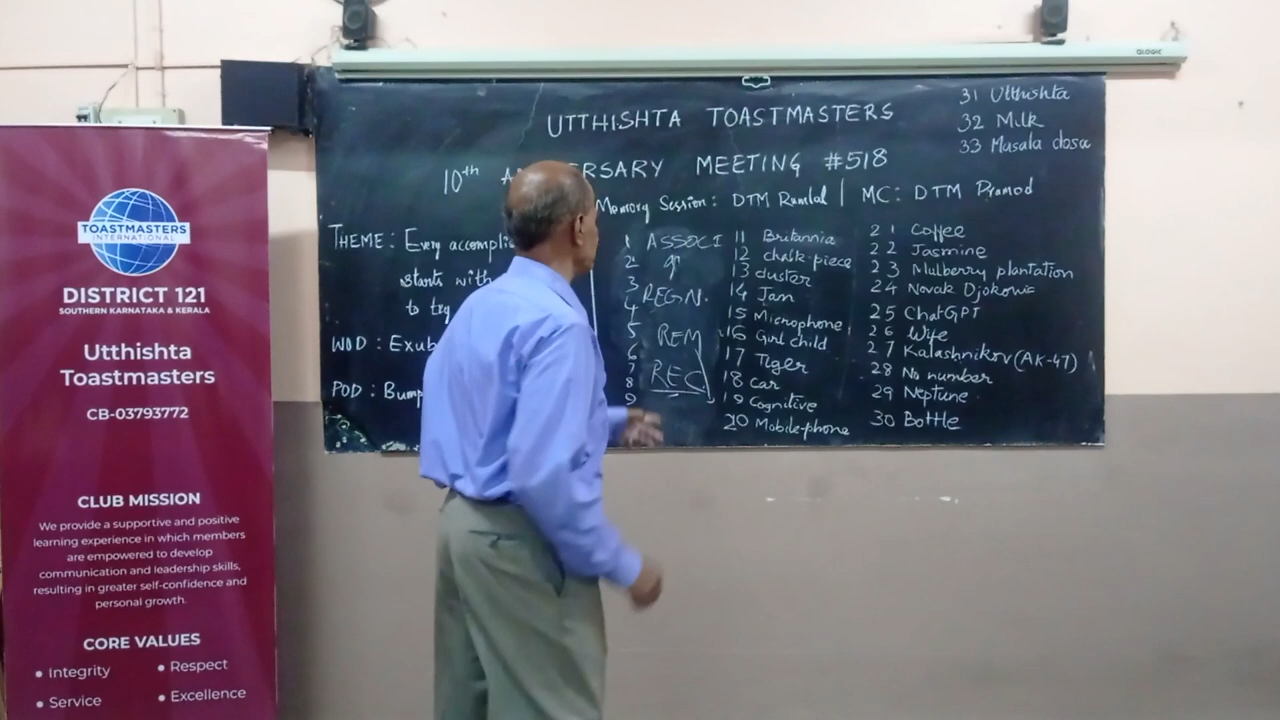 TOASTMASTERS
INTERNATIONAL
DISTRICT 121
SOUTHERN KARNATAKA & KERALA
Utthishta
Toastmasters
CB-03793772
CLUB MISSION
We provide a supportive and positive
learning experience in which members
are empowered to develop
communication and leadership skills,
resulting in greater self-confidence and
personal growth.
CORE VALUES
• Integrity • Respect
• Service • Excellence
QLOGIC
UTTHISHTA TOASTMASTERS
10th A ERSARY MEETING #518
Memory Session: DTM Ramlal | MC: DTM Pramod
THEME: Every accomplis
starts with
to try
WOD: Exub
POD: Bump
1 ASSOCI
2
3 REGN.
4
5 REM
6
7
8 REC
9
11 Britannia
12 chalk-piece
13 duster
14 Jam
15 Microphone
16 Girl child
17 Tiger
18 car
19 Cognitive
20 Mobile-phone
21 Coffee
22 Jasmine
23 Mulberry plantation
24 Novak Djokovic
25 ChatGPT
26 Wife
27 Kalashnikov (AK-47)
28 No number
29 Neptune
30 Bottle
31 Utthishta
32 Milk
33 Masala dosa